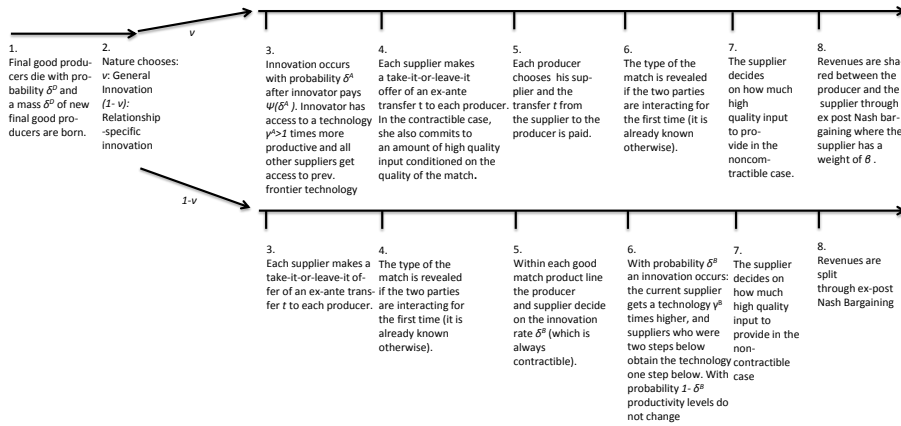 v
1.
Final good produ-
cers die with pro-
bability δᴰ and
a mass δᴰ of new
final good pro-
ducers are born.
2.
Nature chooses:
v: General
Innovation
(1- v):
Relationship
-specific
innovation
3.
Innovation occurs
with probability δᴬ
after innovator pays
Ψ(δᴬ ). Innovator has
access to a technology
γᴬ>1 times more
productive and all
other suppliers get
access to prev.
frontier technology
4.
Each supplier makes
a take-it-or-leave-it
offer of an ex-ante
transfer t to each producer.
In the contractible case,
she also commits to
an amount of high quality
input conditioned on the
quality of the match.
5.
Each producer
chooses his sup-
plier and the
transfer t from
the supplier to the
producer is paid.
6.
The type of the
match is revealed
if the two parties
are interacting for
the first time (it is
already known
otherwise).
7.
The supplier
decides
on how much
high
quality input
to pro-
vide in the
noncom-
tractible case.
8.
Revenues are sha
red between the
producer and the
supplier through
ex post Nash bar-
gaining where the
supplier has a
weight of β .
1-v
3.
Each supplier makes a
take-it-or-leave-it of-
fer of an ex-ante trans-
fer t to each producer.
4.
The type of the
match is revealed
if the two parties
are interacting for
the first time (it is
already known
otherwise).
5.
Within each good
match product line
the producer
and supplier decide
on the innovation
rate δᴮ (which is
always
contractible).
6.
With probability δᴮ
an innovation occurs:
the current supplier
gets a technology γᴮ
times higher, and
suppliers who were
two steps below
obtain the technology
one step below. With
probability 1- δᴮ
productivity levels do
not change
7.
The supplier
decides on
how much
high quality
input to
provide in the
non-
contractible
case
8.
Revenues are
split
through ex-post
Nash Bargaining